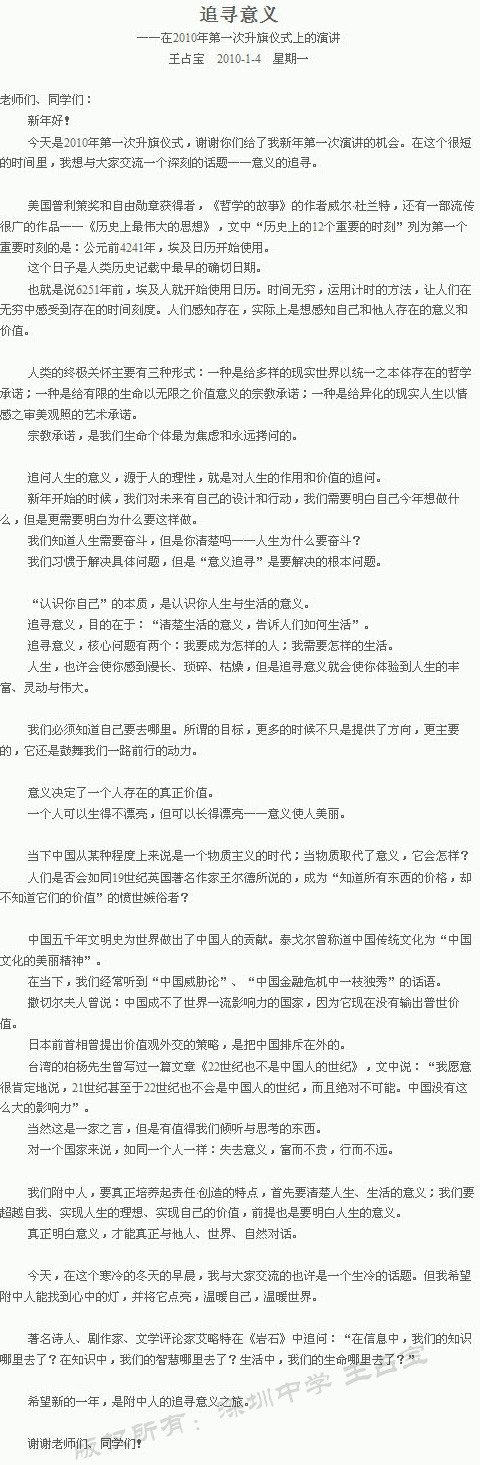 追寻意义
——在2010年第一次升旗仪式上的演讲
王占宝 2010-1-4 星期一
老师们、同学们：
新年好!
今天是2010年第一次升旗仪式，谢谢你们给了我新年第一次演讲的机会。在这个很短
的时间里，我想与大家交流一个深刻的话题——意义的追寻。
美国普利策奖和自由勋章获得者，《哲学的故事》的作者威尔·杜兰特，还有一部流传
很广的作品——《历史上最伟大的思想》，文中“历史上的12个重要的时刻”列为第一个
重要时刻的是：公元前4241年，埃及日历开始使用。
这个日子是人类历史记载中最早的确切日期。
也就是说6251年前，埃及人就开始使用日历。时间无穷，运用计时的方法，让人们在
无穷中感受到存在的时间刻度。人们感知存在，实际上是想感知自己和他人存在的意义和
价值。
人类的终极关怀主要有三种形式：一种是给多样的现实世界以统一之本体存在的哲学
承诺；一种是给有限的生命以无限之价值意义的宗教承诺；一种是给异化的现实人生以情
感之审美观照的艺术承诺。
宗教承诺，是我们生命个体最为焦虑和永远拷问的。
追问人生的意义，源于人的理性，就是对人生的作用和价值的追问。
新年开始的时候，我们对未来有自己的设计和行动，我们需要明白自己今年想做什
么，但是更需要明白为什么要这样做。
我们知道人生需要奋斗，但是你清楚吗——人生为什么要奋斗？
我们习惯于解决具体问题，但是“意义追寻”是要解决的根本问题。
“认识你自己”的本质，是认识你人生与生活的意义。
追寻意义，目的在于：“清楚生活的意义，告诉人们如何生活”。
追寻意义，核心问题有两个：我要成为怎样的人；我需要怎样的生活。
人生，也许会使你感到漫长、琐碎、枯燥，但是追寻意义就会使你体验到人生的丰
富、灵动与伟大。
我们必须知道自己要去哪里。所谓的目标，更多的时候不只是提供了方向，更主要
的，它还是鼓舞我们一路前行的动力。
意义决定了一个人存在的真正价值。
一个人可以生得不漂亮，但可以长得漂亮——意义使人美丽。
当下中国从某种程度上来说是一个物质主义的时代；当物质取代了意义，它会怎样？
人们是否会如同19世纪英国著名作家王尔德所说的，成为“知道所有东西的价格，却
不知道它们的价值”的愤世嫉俗者？
中国五千年文明史为世界做出了中国人的贡献。泰戈尔曾称道中国传统文化为“中国
文化的美丽精神”。
在当下，我们经常听到“中国威胁论”、“中国金融危机中一枝独秀”的话语。
撒切尔夫人曾说：中国成不了世界一流影响力的国家，因为它现在没有输出普世价
值。
日本前首相曾提出价值观外交的策略，是把中国排斥在外的。
台湾的柏杨先生曾写过一篇文章《22世纪也不是中国人的世纪》，文中说：“我愿意
很肯定地说，21世纪甚至于22世纪也不会是中国人的世纪，而且绝对不可能。中国没有这
么大的影响力”。
当然这是一家之言，但是有值得我们倾听与思考的东西。
对一个国家来说，如同一个人一样：失去意义，富而不贵，行而不远。
我们附中人，要真正培养起责任·创造的特点，首先要清楚人生、生活的意义；我们要
超越自我、实现人生的理想、实现自己的价值，前提也是要明白人生的意义。
真正明白意义，才能真正与他人、世界、自然对话。
今天，在这个寒冷的冬天的早晨，我与大家交流的也许是一个生冷的话题。但我希望
附中人能找到心中的灯，并将它点亮，温暖自己，温暖世界。
著名诗人、剧作家、文学评论家艾略特在《岩石》中追问：“在信息中，我们的知识
哪里去了？在知识中，我们的智慧哪里去了？生活中，我们的生命哪里去了？”
希望新的一年，是附中人的追寻意义之旅。
谢谢老师们、同学们!
版权所有：深圳中学 王占宝